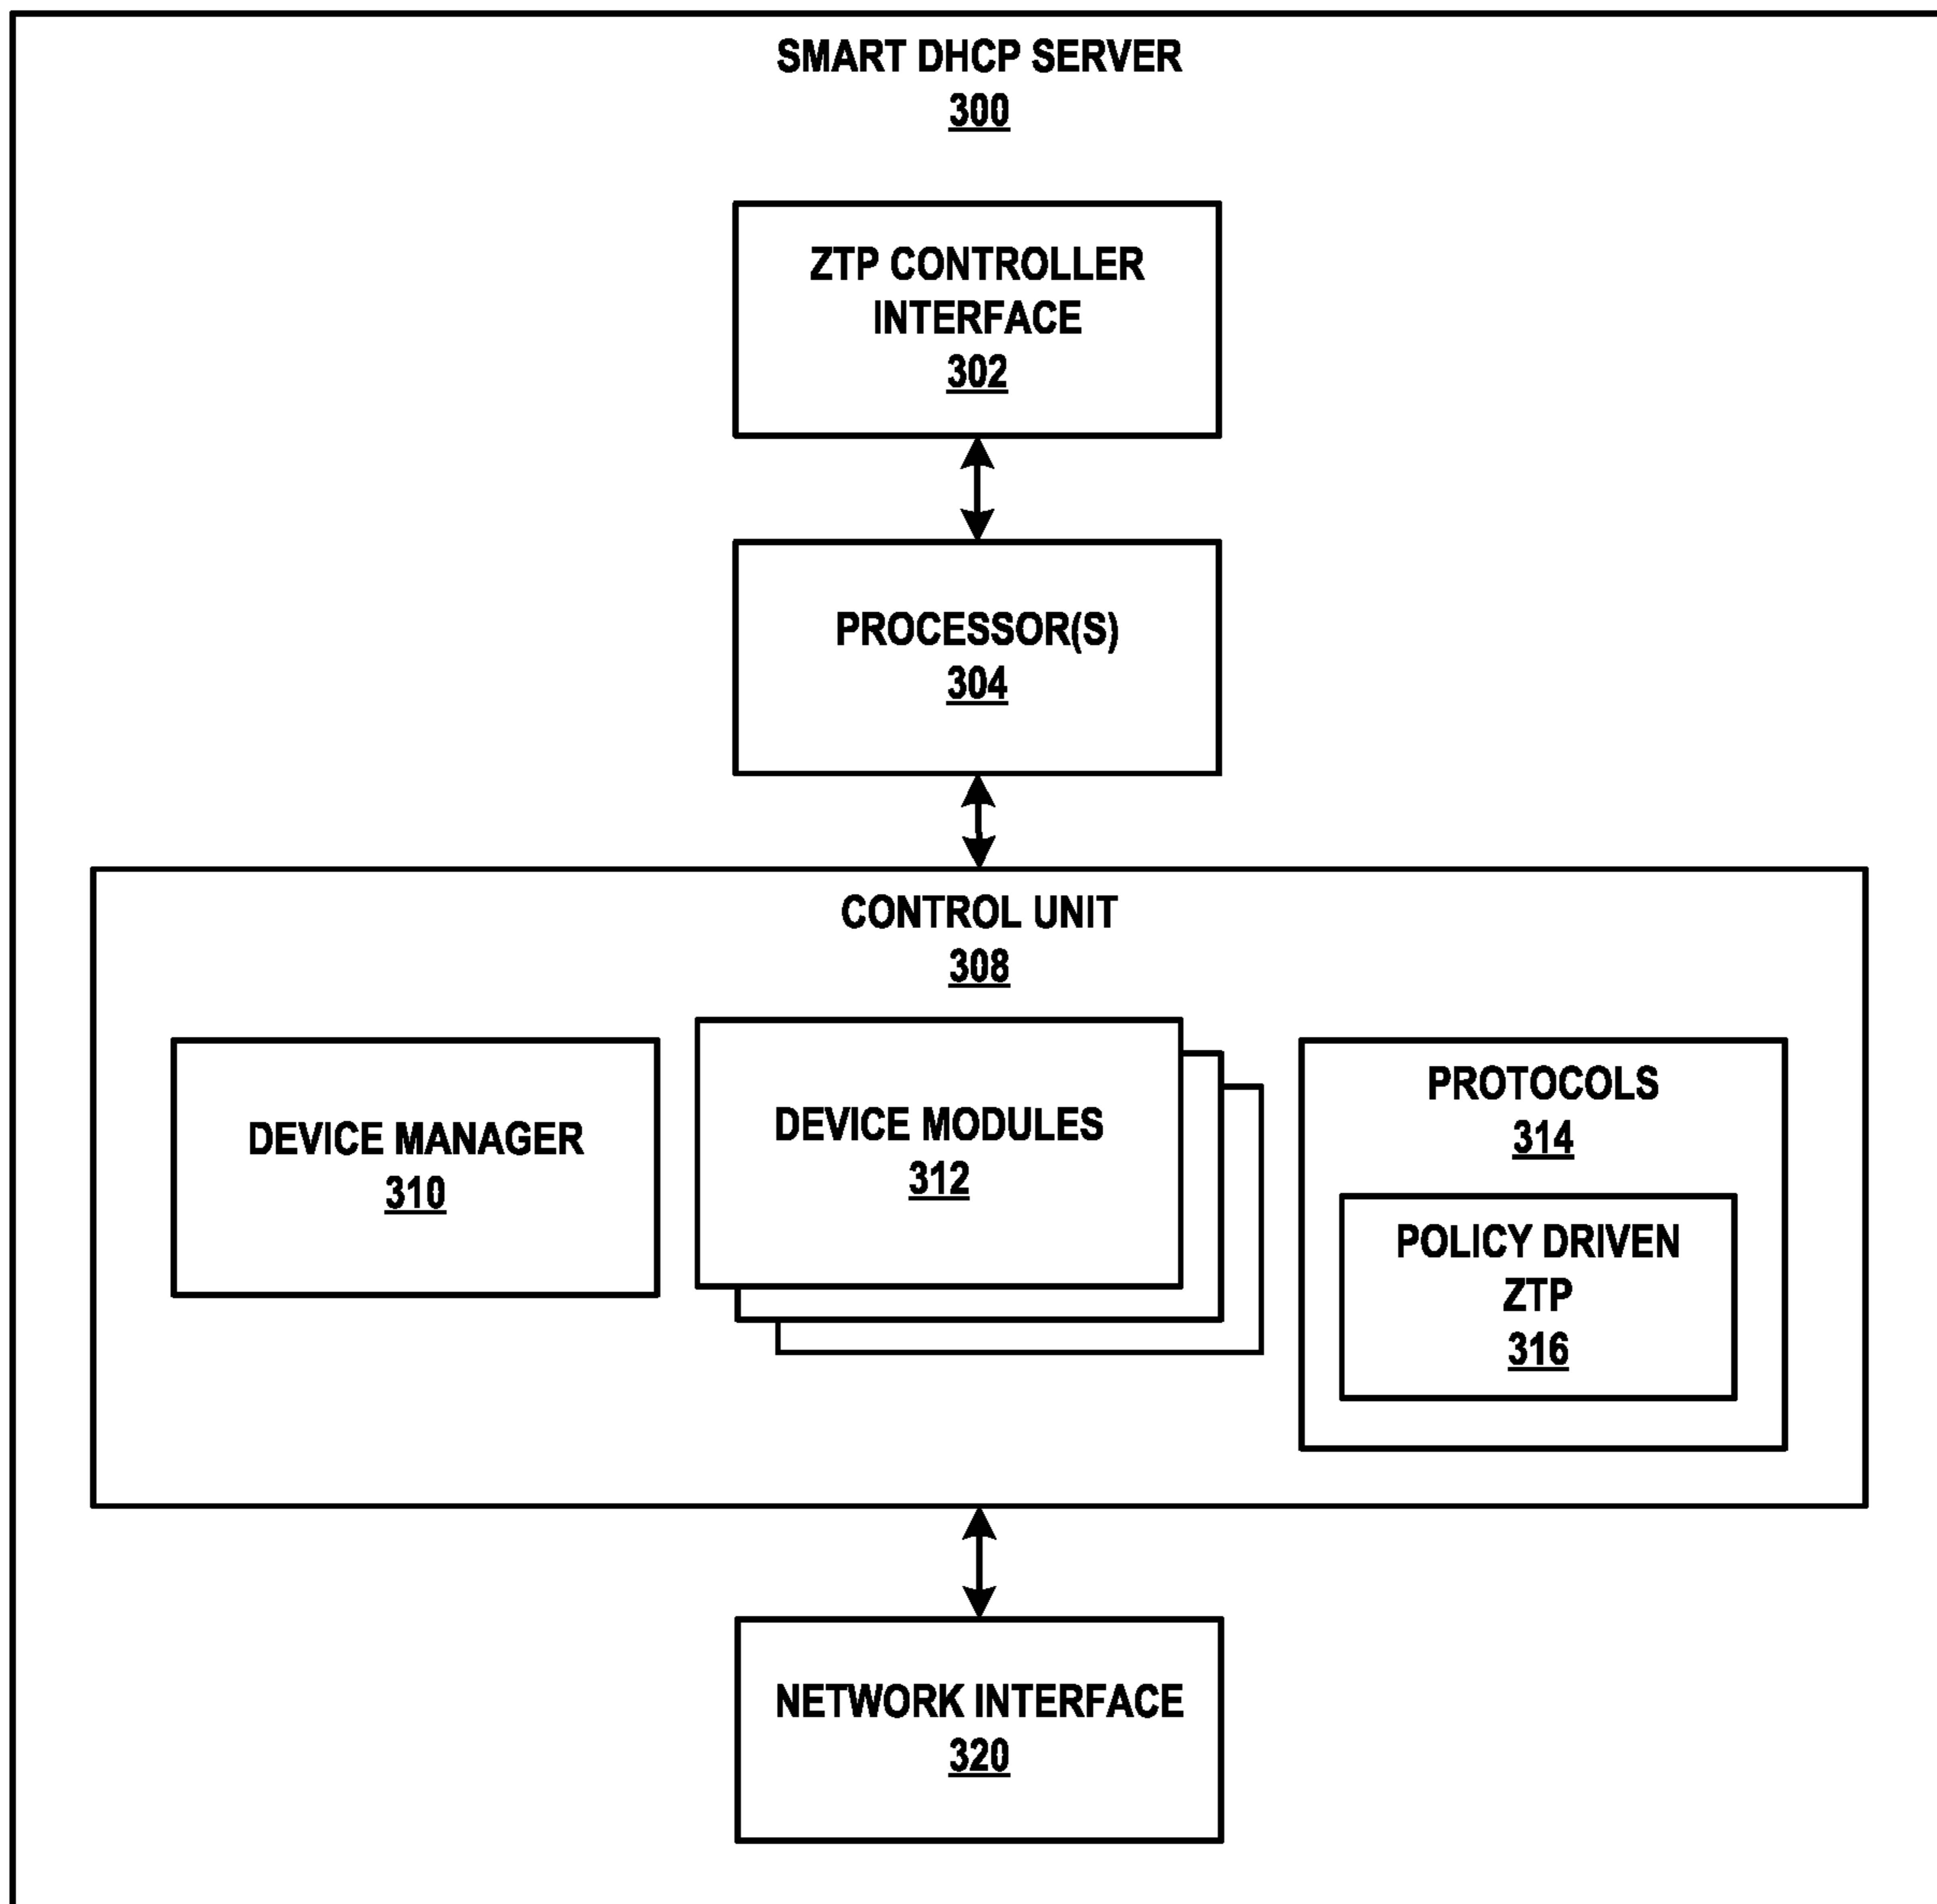 SMART DHCP SERVER
300
ZTP CONTROLLER
INTERFACE
302
PROCESSOR(S)
304
CONTROL UNIT
308
DEVICE MANAGER
310
DEVICE MODULES
312
PROTOCOLS
314
POLICY DRIVEN
ZTP
316
NETWORK INTERFACE
320